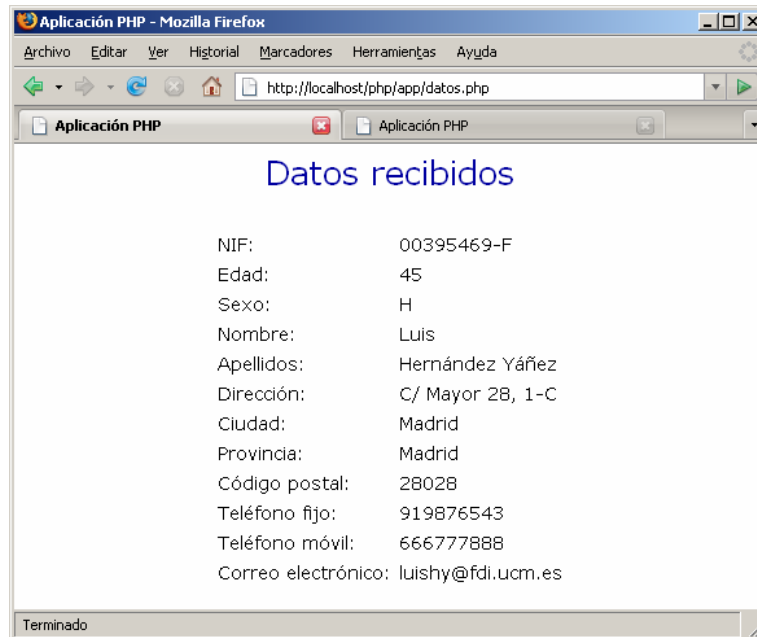 Aplicación PHP - Mozilla Firefox
Archivo Editar Ver Historial Marcadores Herramientas Ayuda
http://localhost/php/app/datos.php
Aplicación PHP Aplicación PHP
Datos recibidos
NIF: 00395469-F
Edad: 45
Sexo: H
Nombre: Luis
Apellidos: Hernández Yáñez
Dirección: C/ Mayor 28, 1-C
Ciudad: Madrid
Provincia: Madrid
Código postal: 28028
Teléfono fijo: 919876543
Teléfono móvil: 666777888
Correo electrónico: luishy@fdi.ucm.es
Terminado